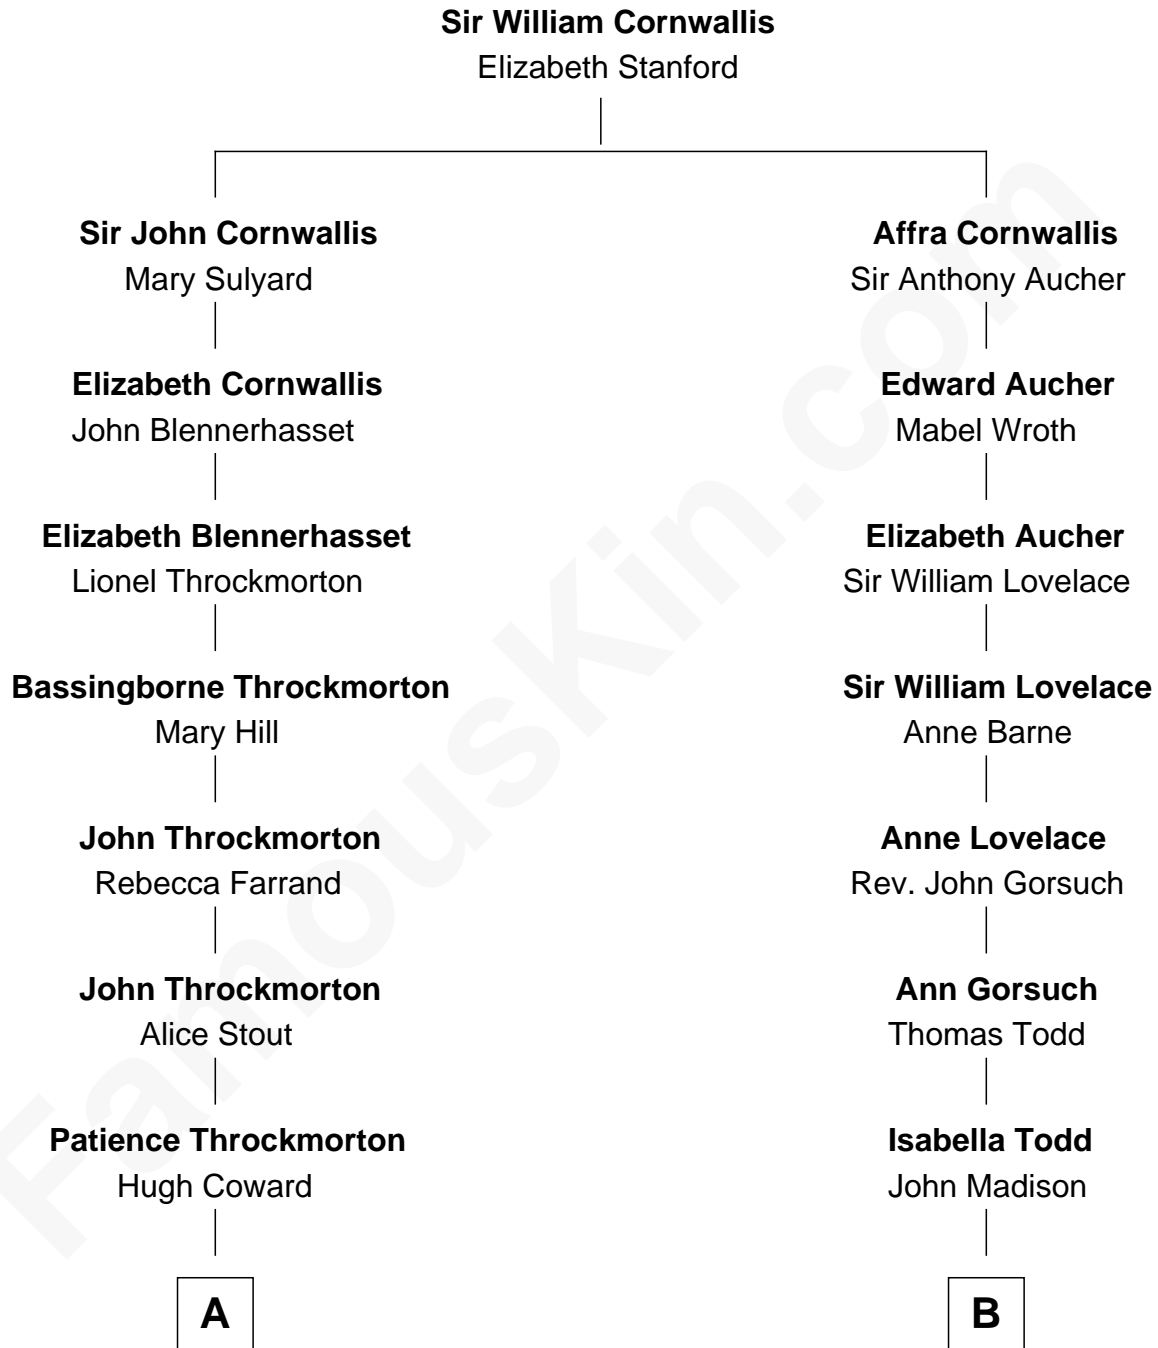 Sir William Cornwallis
Elizabeth Stanford
Sir John Cornwallis
Mary Sulyard
Elizabeth Cornwallis
John Blennerhasset
Elizabeth Blennerhasset
Lionel Throckmorton
Bassingborne Throckmorton
Mary Hill
John Throckmorton
Rebecca Farrand
John Throckmorton
Alice Stout
Patience Throckmorton
Hugh Coward
A
Affra Cornwallis
Sir Anthony Aucher
Edward Aucher
Mabel Wroth
Elizabeth Aucher
Sir William Lovelace
Sir William Lovelace
Anne Barne
Anne Lovelace
Rev. John Gorsuch
Ann Gorsuch
Thomas Todd
Isabella Todd
John Madison
B
FamousKin.com